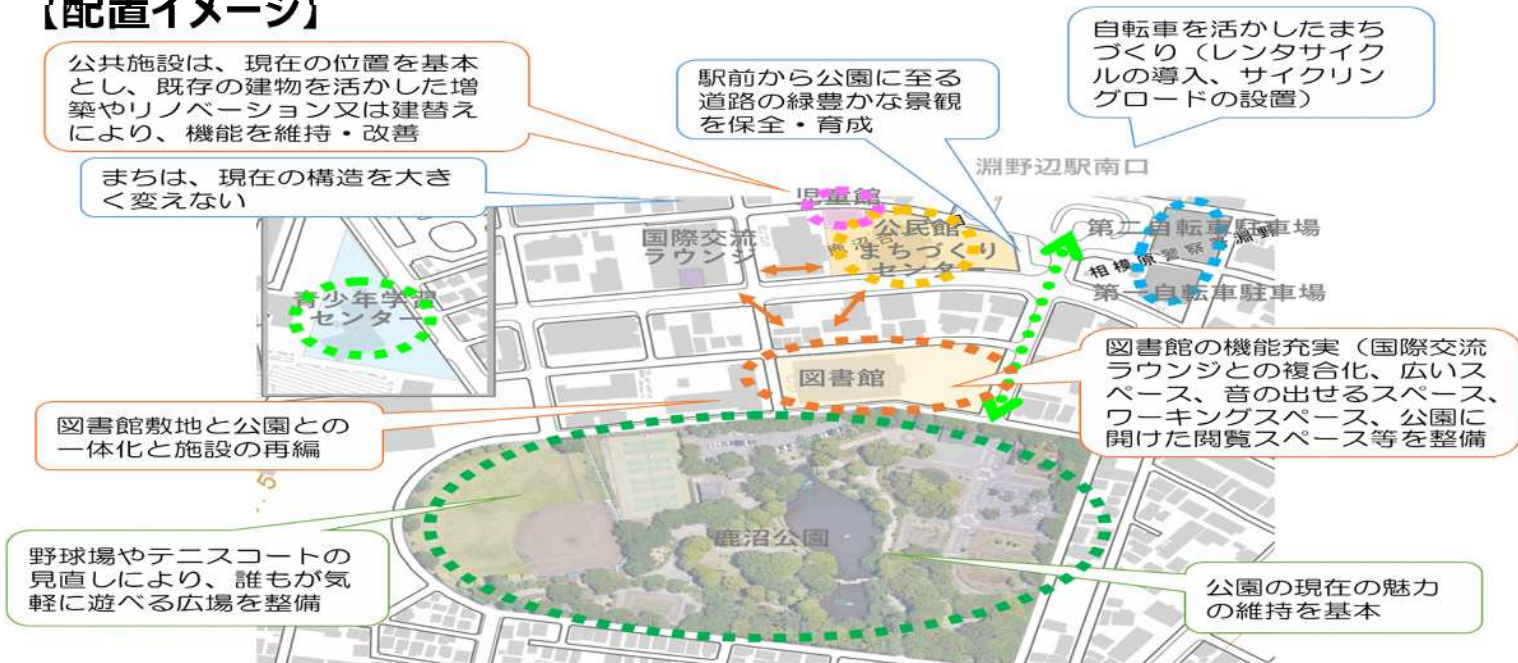 【配置イメージ】
公共施設は、現在の位置を基本
とし、既存の建物を活かした増
築やリノベーション又は建替え
により、機能を維持・改善
駅前から公園に至る
道路の緑豊かな景観
を保全・育成
自転車を活かしたまち
づくり（レンタサイク
ルの導入、サイクリン
グロードの設置）
まちは、現在の構造を大き
く変えない
淵野辺駅南口
児童館
国際交流
ラウンジ
鹿沼台
公民館
まちづくり
センター
第二自転車駐車場
相模原警察署淵野
第一自転車駐車場
青少年学習
センター
図書館
図書館の機能充実（国際交流
ラウンジとの複合化、広いス
ペース、音の出せるスペース、
ワーキングスペース、公園に
開けた閲覧スペース等を整備
図書館敷地と公園との
一体化と施設の再編
鹿沼公園
野球場やテニスコートの
見直しにより、誰もが気
軽に遊べる広場を整備
公園の現在の魅力
の維持を基本